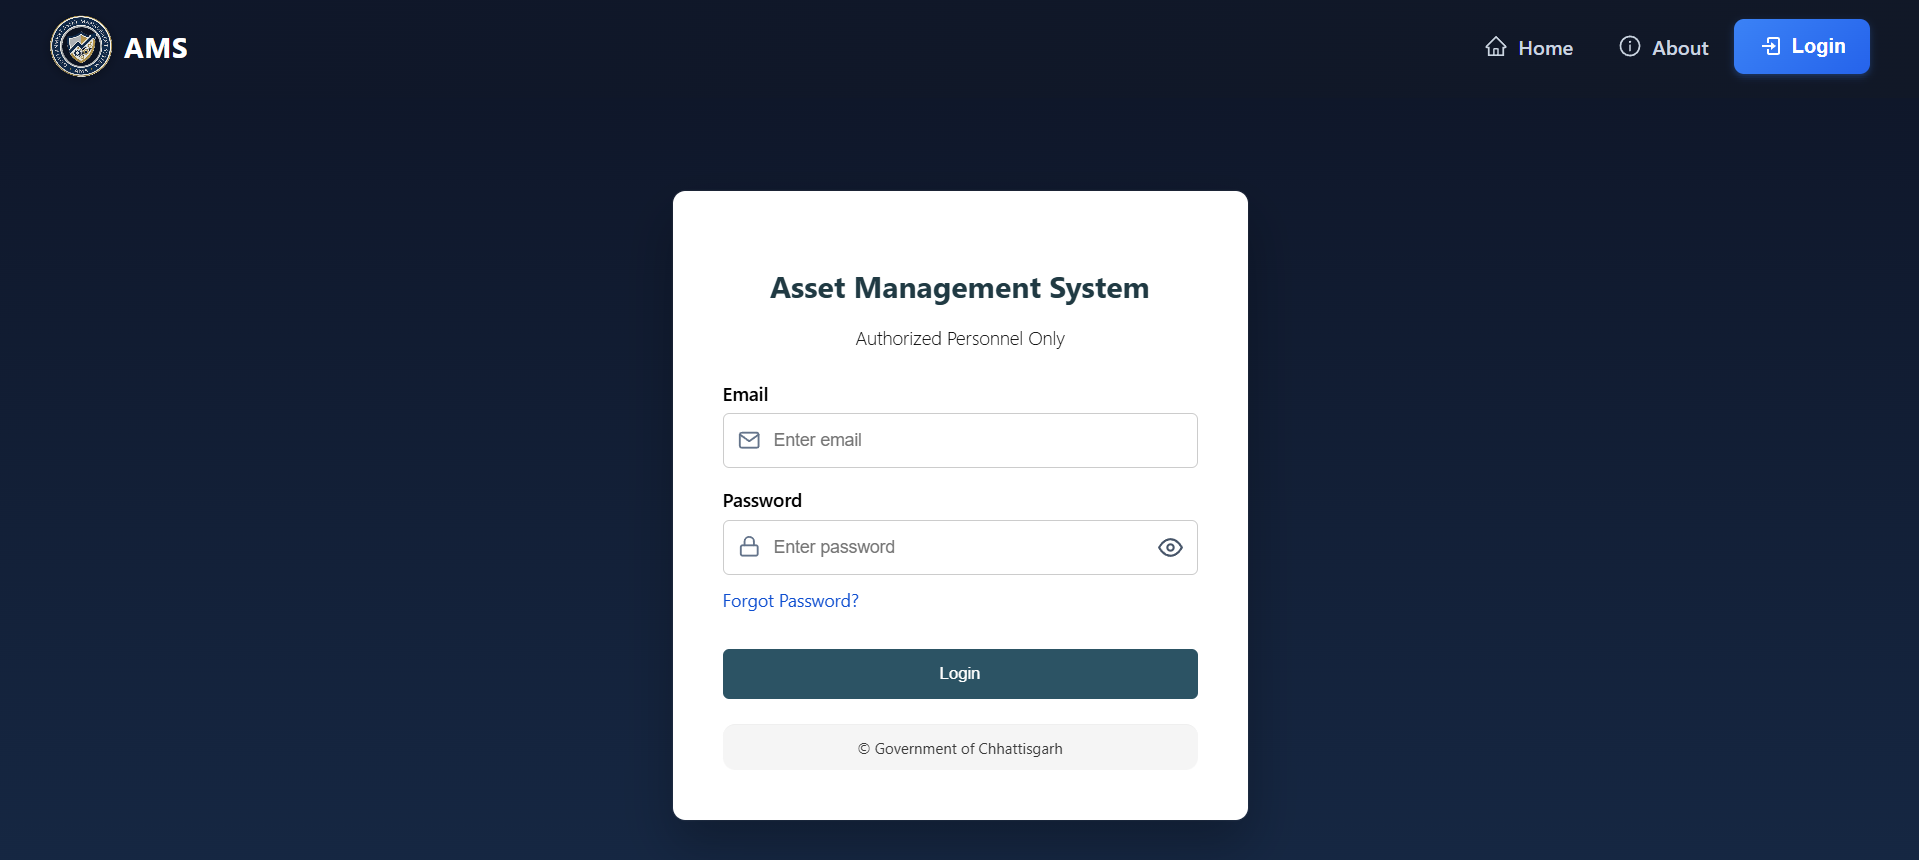 AMS
Home
About
Login
Asset Management System
Authorized Personnel Only
Email
Enter email
Password
Enter password
Forgot Password?
Login
© Government of Chhattisgarh